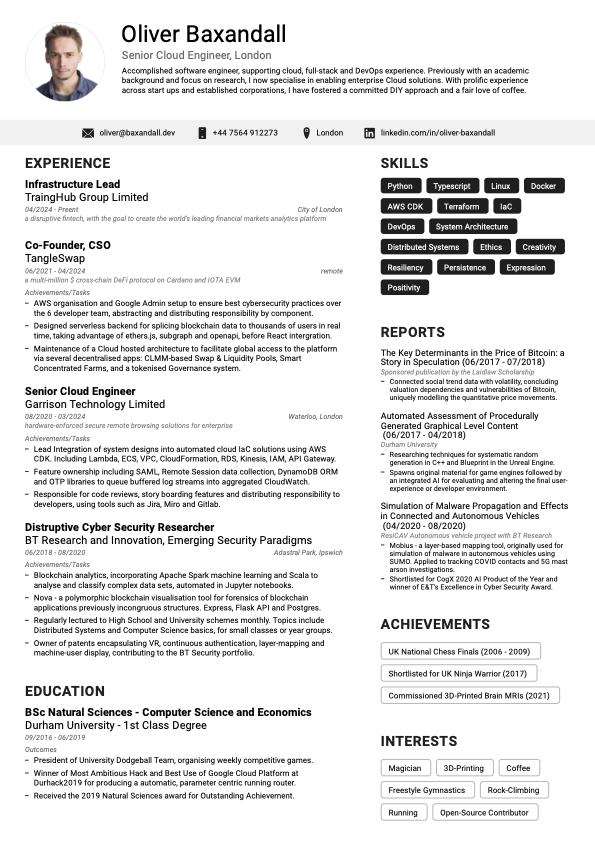 Oliver Baxandall
Senior Cloud Engineer, London
Accomplished software engineer, supporting cloud, full-stack and DevOps experience. Previously with an academic
background and focus on research, I now specialise in enabling enterprise Cloud solutions. With prolific experience
across start ups and established corporations, I have fostered a committed DIY approach and a fair love of coffee.
oliver@baxandall.dev
+44 7564 912273
London
linkedin.com/in/oliver-baxandall
EXPERIENCE
Infrastructure Lead
TraingHub Group Limited
04/2024 - Present
City of London
a disruptive fintech, with the goal to create the world's leading financial markets analytics platform
Co-Founder, CSO
TangleSwap
06/2021 - 04/2024
remote
a multi-million $ cross-chain DeFi protocol on Cardano and IOTA EVM
Achievements/Tasks
– AWS organisation and Google Admin setup to ensure best cybersecurity practices over
the 6 developer team, abstracting and distributing responsibility by component.
– Designed serverless backend for splicing blockchain data to thousands of users in real
time, taking advantage of ethers.js, subgraph and openapi, before React intergration.
– Maintenance of a Cloud hosted architecture to facilitate global access to the platform
via several decentralised apps: CLMM-based Swap & Liquidity Pools, Smart
Concentrated Farms, and a tokenised Governance system.
Senior Cloud Engineer
Garrison Technology Limited
08/2020 - 03/2024
Waterloo, London
hardware-enforced secure remote browsing solutions for enterprise
Achievements/Tasks
– Lead Integration of system designs into automated cloud IaC solutions using AWS
CDK. Including Lambda, ECS, VPC, CloudFormation, RDS, Kinesis, IAM, API Gateway.
– Feature ownership including SAML, Remote Session data collection, DynamoDB ORM
and OTP libraries to queue buffered log streams into aggregated CloudWatch.
– Responsible for code reviews, story boarding features and distributing responsibility to
developers, using tools such as Jira, Miro and Gitlab.
Distruptive Cyber Security Researcher
BT Research and Innovation, Emerging Security Paradigms
06/2018 - 08/2020
Adastral Park, Ipswich
Achievements/Tasks
– Blockchain analytics, incorporating Apache Spark machine learning and Scala to
analyse and classify complex data sets, automated in Jupyter notebooks.
– Nova - a polymorphic blockchain visualisation tool for forensics of blockchain
applications previously incongruous structures. Express, Flask API and Postgres.
– Regularly lectured to High School and University schemes monthly. Topics include
Distributed Systems and Computer Science basics, for small classes or year groups.
– Owner of patents encapsulating VR, continuous authentication, layer-mapping and
machine-user display, contributing to the BT Security portfolio.
EDUCATION
BSc Natural Sciences - Computer Science and Economics
Durham University - 1st Class Degree
09/2016 - 06/2019
Outcomes
– President of University Dodgeball Team, organising weekly competitive games.
– Winner of Most Ambitious Hack and Best Use of Google Cloud Platform at
Durhack2019 for producing a automatic, parameter centric running router.
– Received the 2019 Natural Sciences award for Outstanding Achievement.
SKILLS
Python Typescript Linux Docker
AWS CDK Terraform IaC
DevOps System Architecture
Distributed Systems Ethics Creativity
Resiliency Persistence Expression
Positivity
REPORTS
The Key Determinants in the Price of Bitcoin: a
Story in Speculation (06/2017 - 07/2018)
Sponsored publication by the Laidlaw Scholarship
– Connected social trend data with volatility, concluding
valuation dependencies and vulnerabilities of Bitcoin,
uniquely modelling the quantitative price movements.
Automated Assessment of Procedurally
Generated Graphical Level Content
(06/2017 - 04/2018)
Durham University
– Researching techniques for systematic random
generation in C++ and Blueprint in the Unreal Engine.
– Spawns original material for game engines followed by
an integrated AI for evaluating and altering the final user-
experience or developer environment.
Simulation of Malware Propagation and Effects
in Connected and Autonomous Vehicles
(04/2020 - 08/2020)
ResiCAV Autonomous vehicle project with BT Research
– Mobius - a layer-based mapping tool, originally used for
simulation of malware in autonomous vehicles using
SUMO. Applied to tracking COVID contacts and 5G mast
arson investigations.
– Shortlisted for CogX 2020 AI Product of the Year and
winner of E&T's Excellence in Cyber Security Award.
ACHIEVEMENTS
UK National Chess Finals (2006 - 2009)
Shortlisted for UK Ninja Warrior (2017)
Commissioned 3D-Printed Brain MRIs (2021)
INTERESTS
Magician 3D-Printing Coffee
Freestyle Gymnastics Rock-Climbing
Running Open-Source Contributor